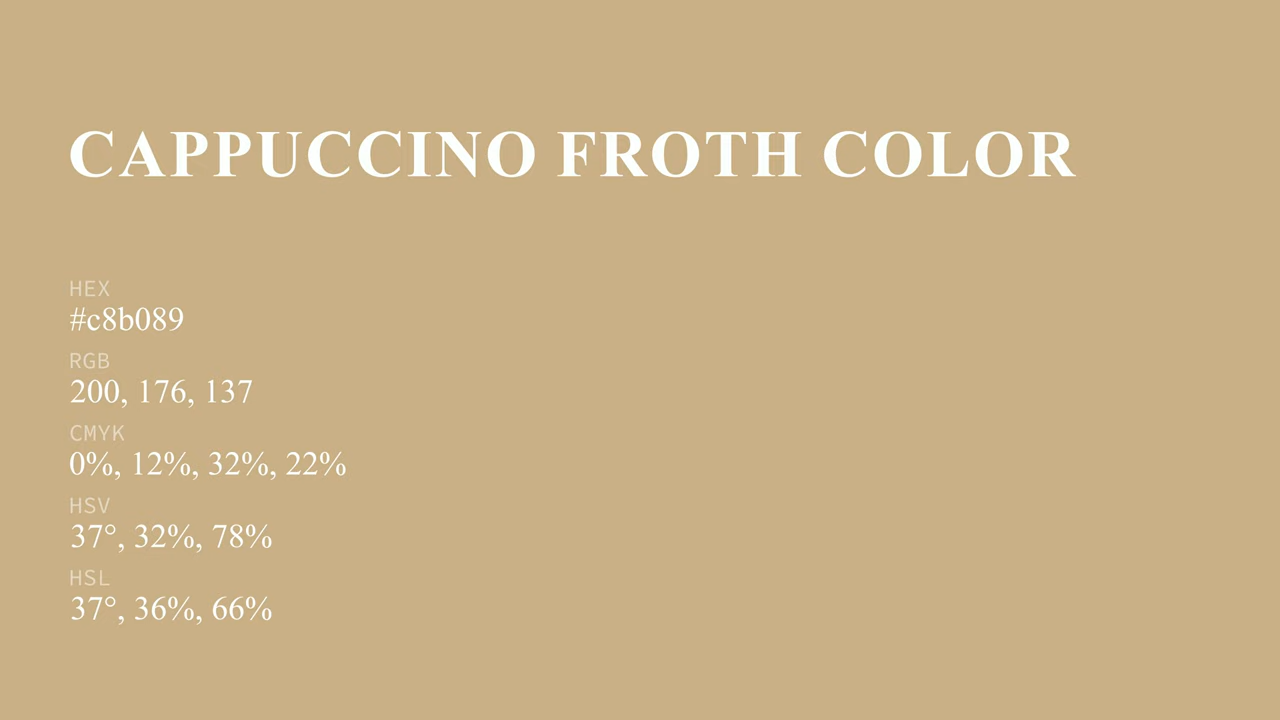 CAPPUCCINO FROTH COLOR
HEX
#c8b089
RGB
200, 176, 137
CMYK
0%, 12%, 32%, 22%
HSV
37°, 32%, 78%
HSL
37°, 36%, 66%